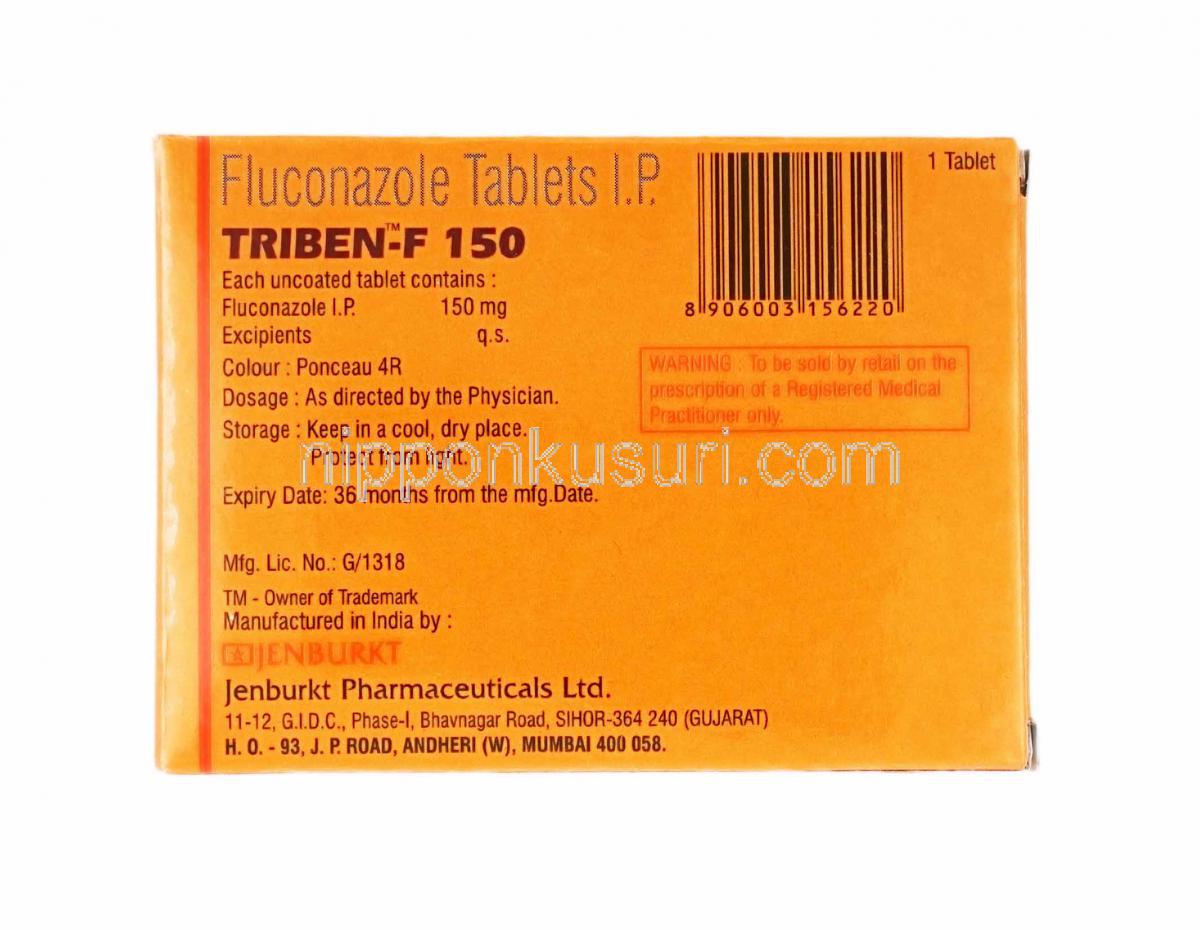 Fluconazole Tablets I.P.
1 Tablet
TRIBEN™-F 150
Each uncoated tablet contains :
Fluconazole I.P. 150 mg
Excipients q.s.
8 906003 156220
Colour : Ponceau 4R
Dosage : As directed by the Physician.
Storage : Keep in a cool, dry place.
Protect from light.
WARNING : To be sold by retail on the
prescription of a Registered Medical
Practitioner only.
nipponkusuri.com
Expiry Date: 36 months from the mfg.Date.
Mfg. Lic. No.: G/1318
TM - Owner of Trademark
Manufactured in India by :
JENBURKT
Jenburkt Pharmaceuticals Ltd.
11-12, G.I.D.C., Phase-I, Bhavnagar Road, SIHOR-364 240 (GUJARAT)
H. O. - 93, J. P. ROAD, ANDHERI (W), MUMBAI 400 058.